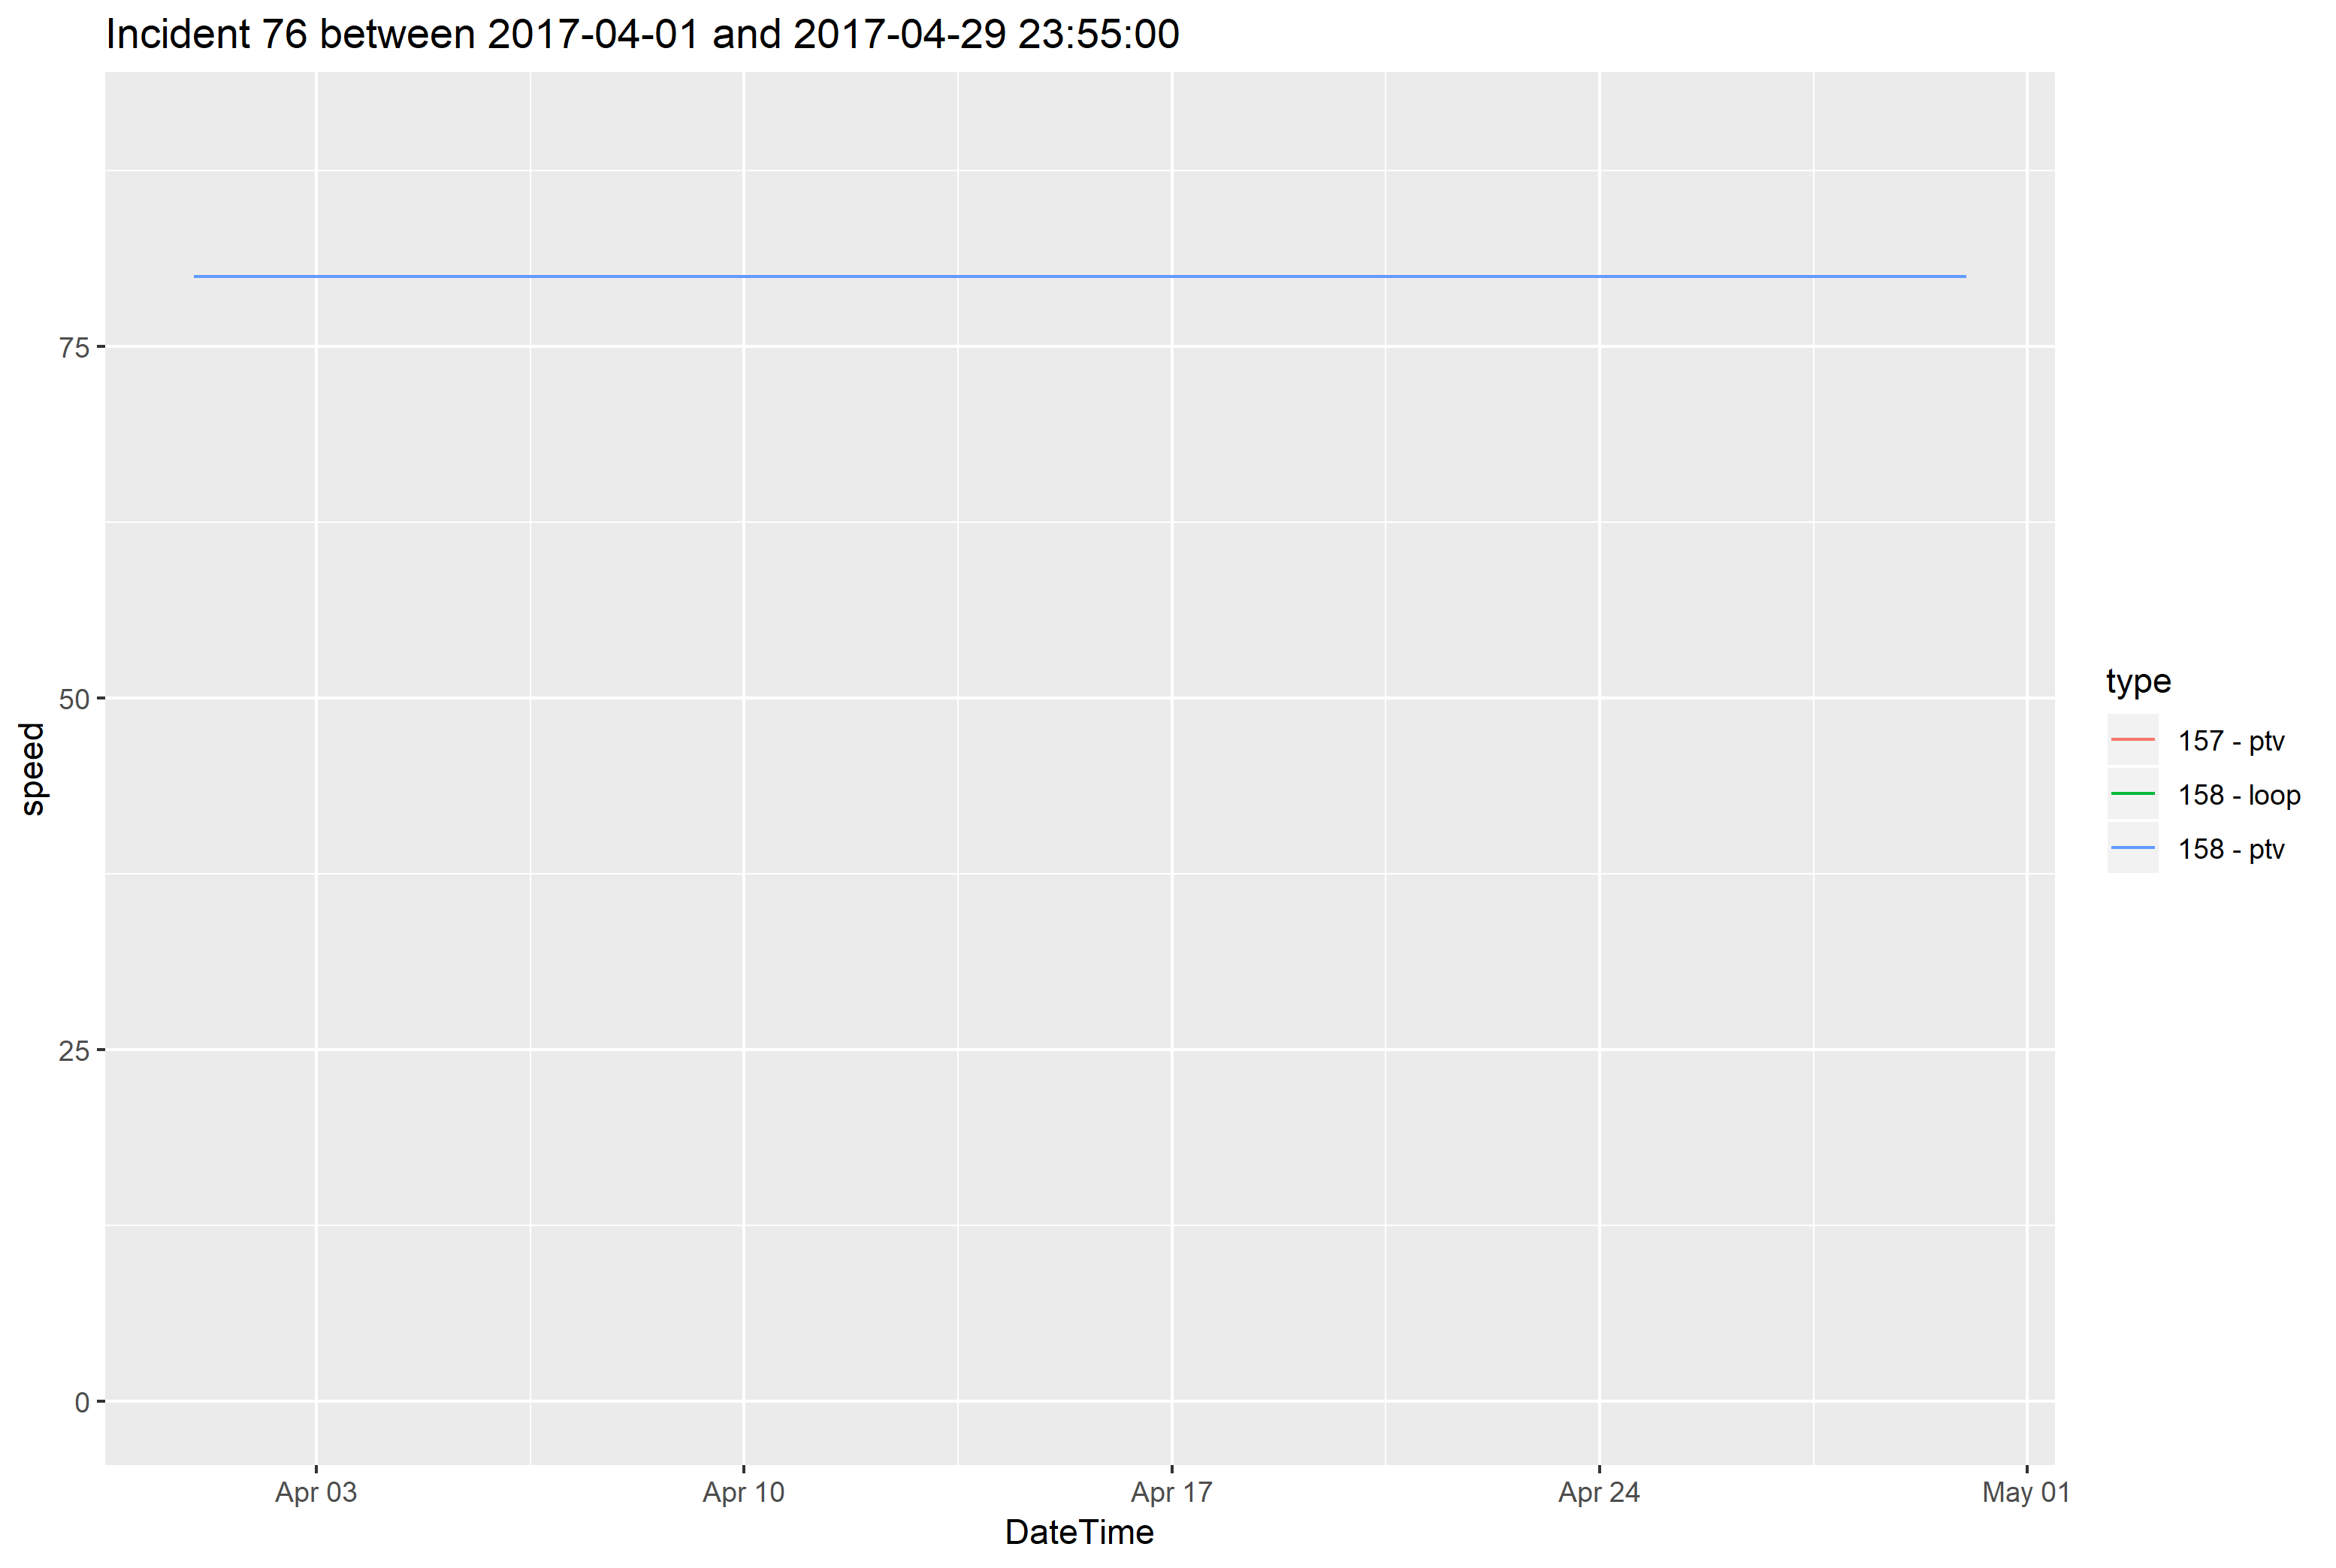 Incident 76 between 2017-04-01 and 2017-04-29 23:55:00
75
50
25
0
speed
Apr 03
Apr 10
Apr 17
Apr 24
May 01
DateTime
type
157 - ptv
158 - loop
158 - ptv